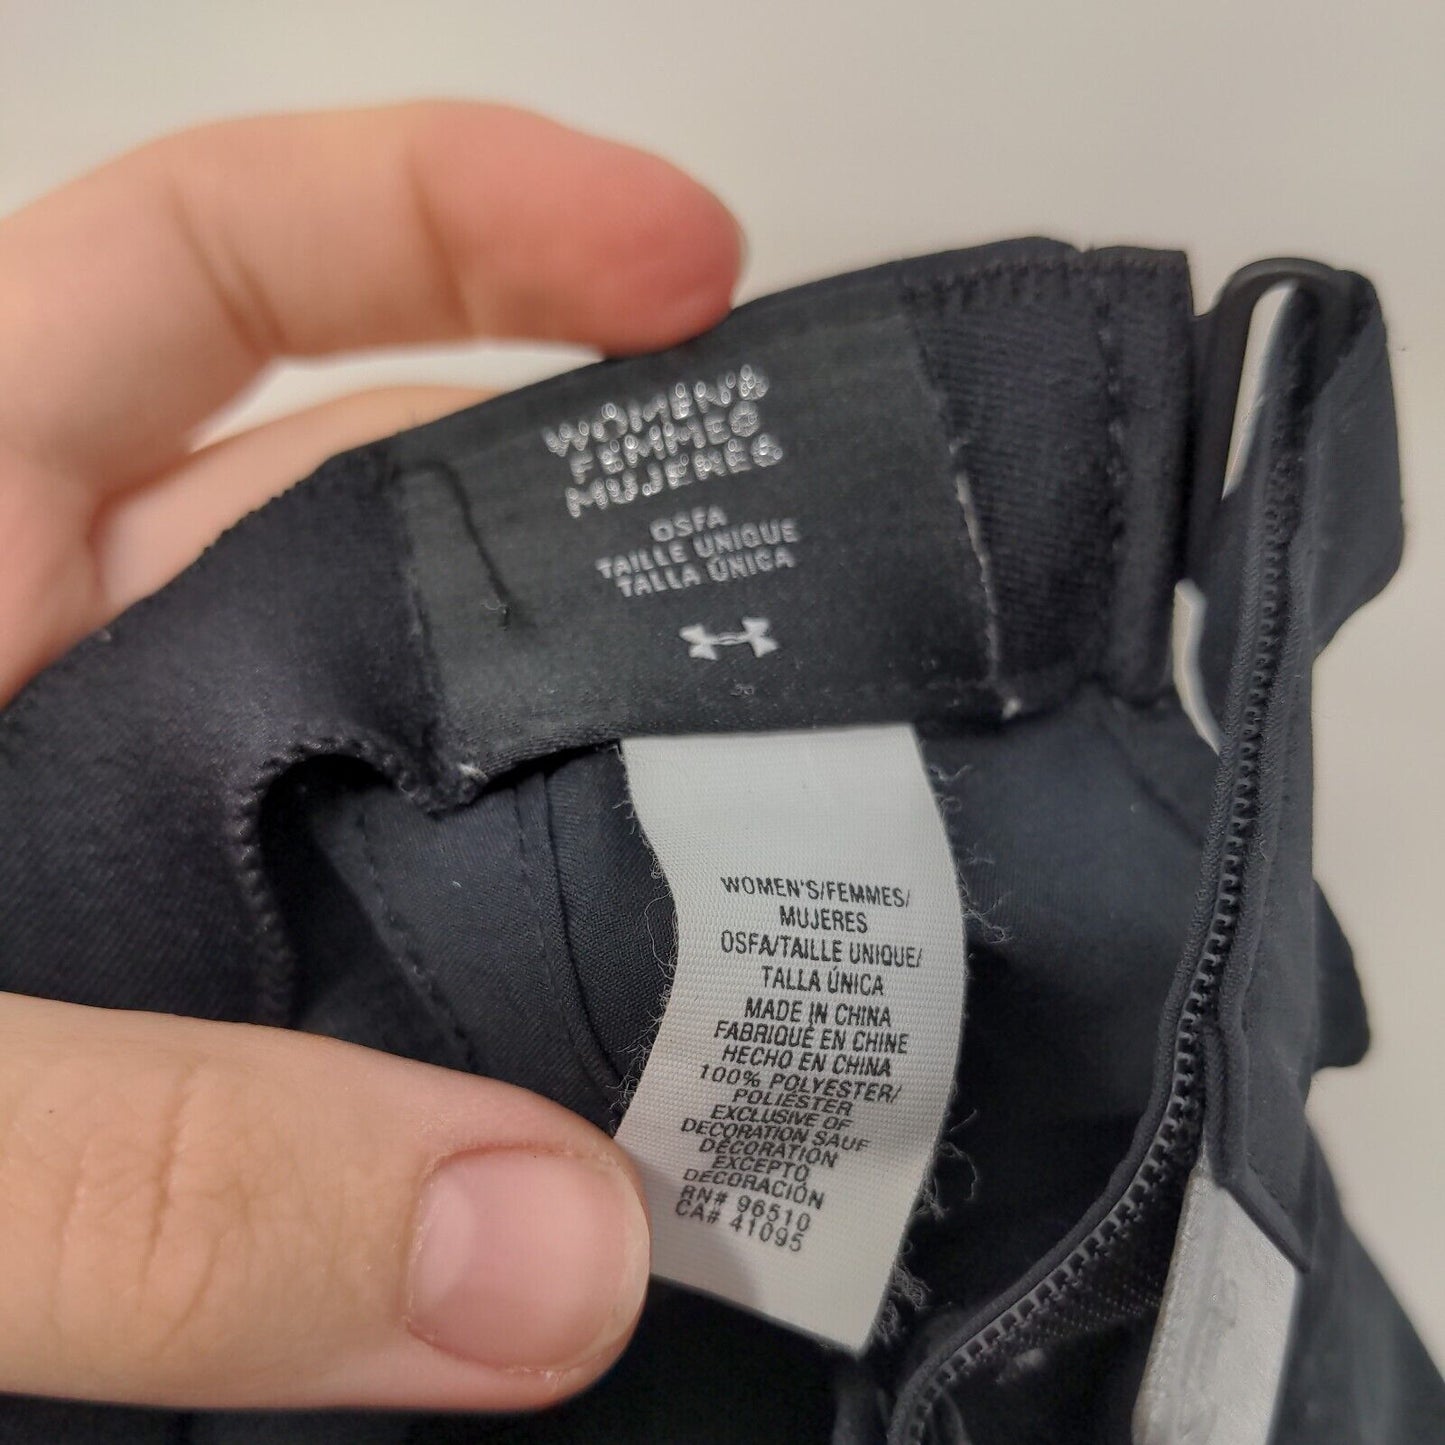 WOMEN'S
FEMMES
MUJERES
OSFA
TAILLE UNIQUE
TALLA ÚNICA
WOMEN'S/FEMMES/
MUJERES
OSFA/TAILLE UNIQUE/
TALLA ÚNICA
MADE IN CHINA
FABRIQUÉ EN CHINE
HECHO EN CHINA
100% POLYESTER/
POLIÉSTER
EXCLUSIVE OF
DECORATION SAUF
DÉCORATION
EXCEPTO
DECORACIÓN
RN# 96510
CA# 41095